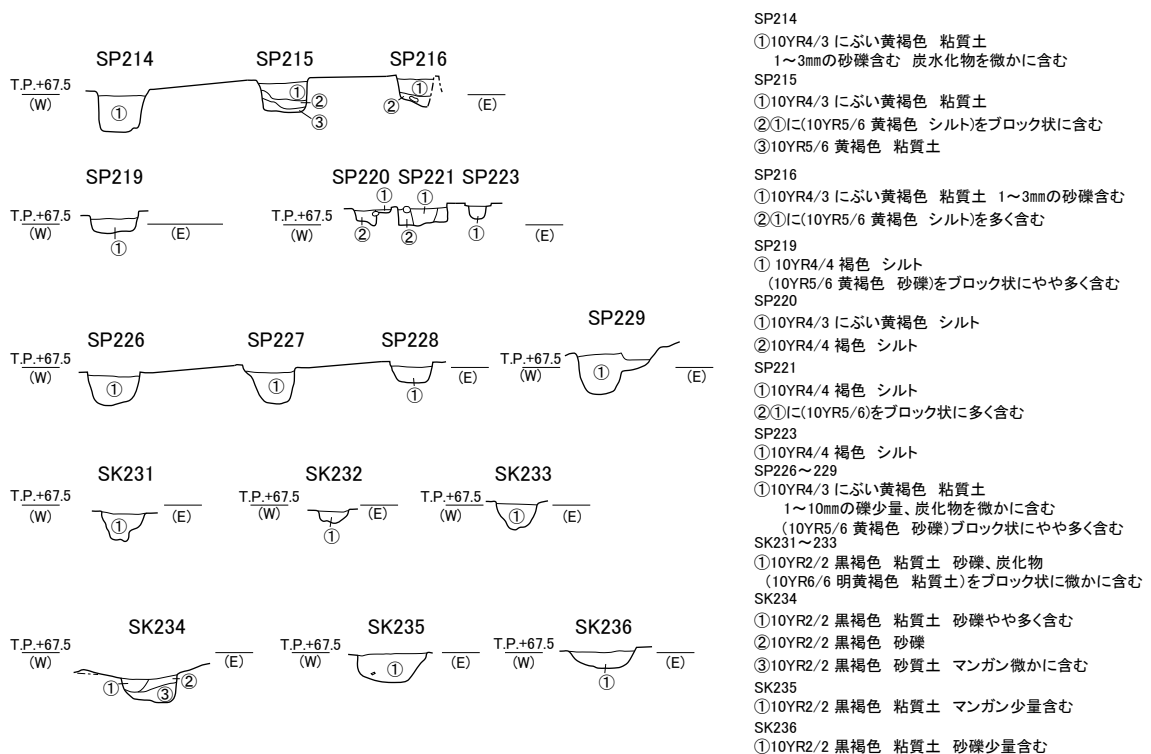 SP214 SP215 SP216
T.P.+67.5
(W) ① ① ② ③ ① ② (E)
SP219 SP220 SP221 SP223
T.P.+67.5 T.P.+67.5
(W) ① (E) (W) ① ② ① ② ① (E)
SP226 SP227 SP228 SP229
T.P.+67.5 T.P.+67.5
(W) ① ① ① (E) (W) ① (E)
SK231 SK232 SK233
T.P.+67.5 T.P.+67.5 T.P.+67.5
(W) ① (E) (W) ① (E) (W) ① (E)
SK234 SK235 SK236
T.P.+67.5 T.P.+67.5 T.P.+67.5
(W) ① ③ ② (E) (W) ① (E) (W) ① (E)
SP214
①10YR4/3 にぶい黄褐色 粘質土
1~3㎜の砂礫含む 炭水化物を微かに含む
SP215
①10YR4/3 にぶい黄褐色 粘質土
②①に(10YR5/6 黄褐色 シルト)をブロック状に含む
③10YR5/6 黄褐色 粘質土
SP216
①10YR4/3 にぶい黄褐色 粘質土 1~3㎜の砂礫含む
②①に(10YR5/6 黄褐色 シルト)を多く含む
SP219
① 10YR4/4 褐色 シルト
(10YR5/6 黄褐色 砂礫)をブロック状にやや多く含む
SP220
①10YR4/3 にぶい黄褐色 シルト
②10YR4/4 褐色 シルト
SP221
①10YR4/4 褐色 シルト
②①に(10YR5/6)をブロック状に多く含む
SP223
①10YR4/4 褐色 シルト
SP226~229
①10YR4/3 にぶい黄褐色 粘質土
1~10㎜の礫少量、炭化物を微かに含む
(10YR5/6 黄褐色 砂礫)ブロック状にやや多く含む
SK231~233
①10YR2/2 黒褐色 粘質土 砂礫、炭化物
(10YR6/6 明黄褐色 粘質土)をブロック状に微かに含む
SK234
①10YR2/2 黒褐色 粘質土 砂礫やや多く含む
②10YR2/2 黒褐色 砂礫
③10YR2/2 黒褐色 砂質土 マンガン微かに含む
SK235
①10YR2/2 黒褐色 粘質土 マンガン少量含む
SK236
①10YR2/2 黒褐色 粘質土 砂礫少量含む